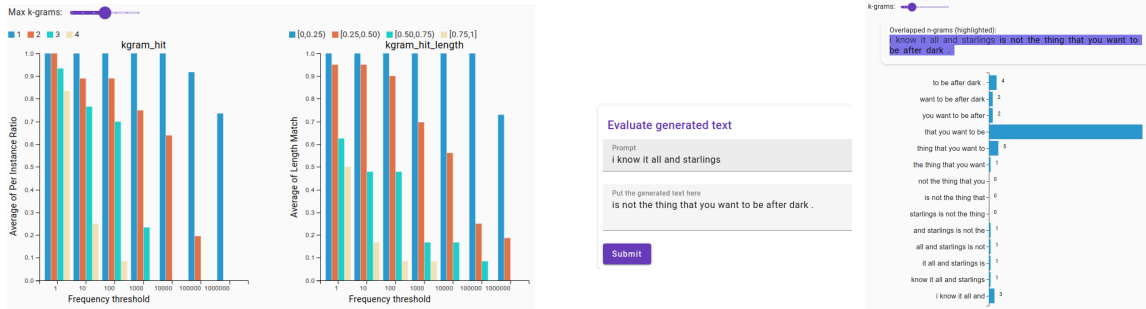 Max k-grams:
1 2 3 4
kgram_hit
Average of Per Instance Ratio
1.0
0.9
0.8
0.7
0.6
0.5
0.4
0.3
0.2
0.1
0.0
1 10 100 1000 10000 100000 1000000
Frequency threshold
[0,0.25) [0.25,0.50) [0.50,0.75) [0.75,1]
kgram_hit_length
Average of Length Match
1.0
0.9
0.8
0.7
0.6
0.5
0.4
0.3
0.2
0.1
0.0
1 10 100 1000 10000 100000 1000000
Frequency threshold
Evaluate generated text
Prompt
i know it all and starlings
Put the generated text here
is not the thing that you want to be after dark .
Submit
k-grams:
Overlapped n-grams (highlighted):
i know it all and starlings is not the thing that you want to
be after dark .
to be after dark . 4
want to be after dark 2
you want to be after 2
that you want to be
thing that you want to 5
the thing that you want 1
not the thing that you 0
is not the thing that 0
starlings is not the thing 0
and starlings is not the 1
all and starlings is not 1
it all and starlings is 1
know it all and starlings 1
i know it all and 3